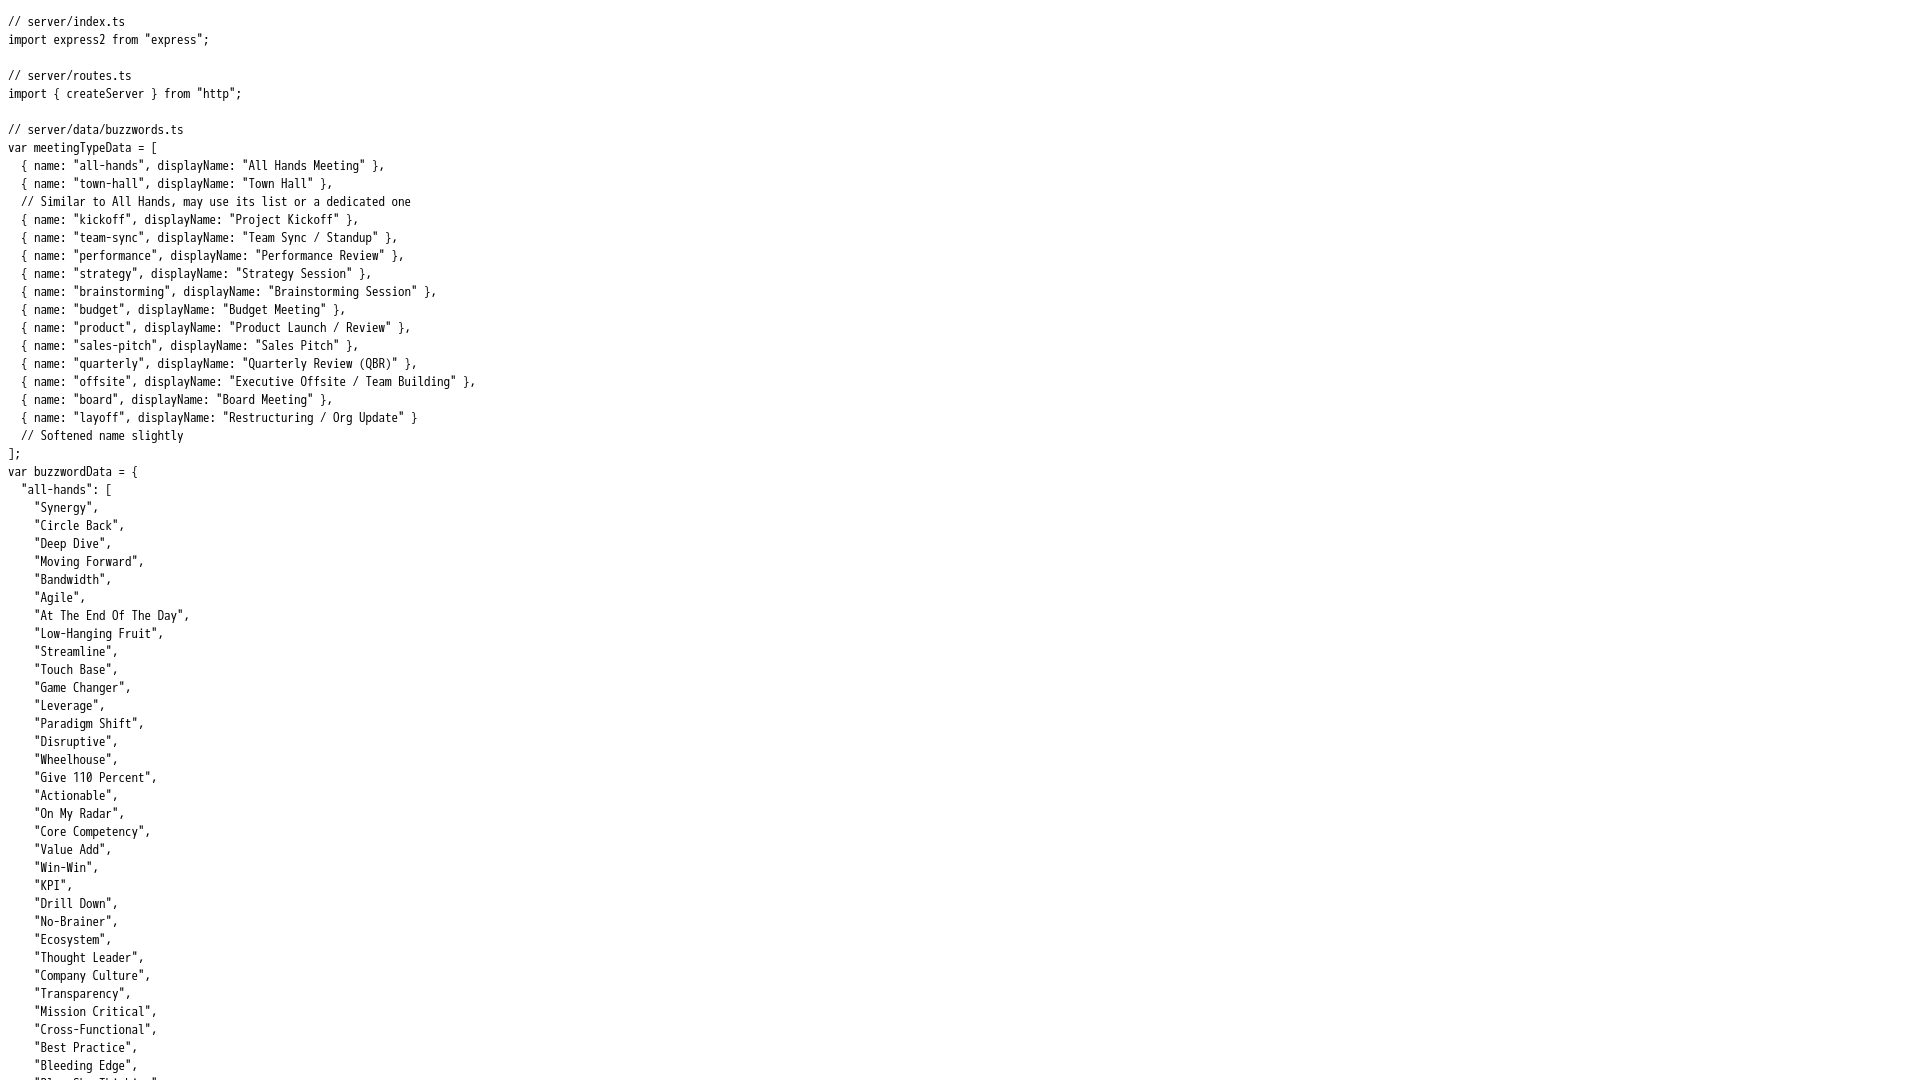 // server/index.ts
import express2 from "express";

// server/routes.ts
import { createServer } from "http";

// server/data/buzzwords.ts
var meetingTypeData = [
  { name: "all-hands", displayName: "All Hands Meeting" },
  { name: "town-hall", displayName: "Town Hall" },
  // Similar to All Hands, may use its list or a dedicated one
  { name: "kickoff", displayName: "Project Kickoff" },
  { name: "team-sync", displayName: "Team Sync / Standup" },
  { name: "performance", displayName: "Performance Review" },
  { name: "strategy", displayName: "Strategy Session" },
  { name: "brainstorming", displayName: "Brainstorming Session" },
  { name: "budget", displayName: "Budget Meeting" },
  { name: "product", displayName: "Product Launch / Review" },
  { name: "sales-pitch", displayName: "Sales Pitch" },
  { name: "quarterly", displayName: "Quarterly Review (QBR)" },
  { name: "offsite", displayName: "Executive Offsite / Team Building" },
  { name: "board", displayName: "Board Meeting" },
  { name: "layoff", displayName: "Restructuring / Org Update" }
  // Softened name slightly
];
var buzzwordData = {
  "all-hands": [
    "Synergy",
    "Circle Back",
    "Deep Dive",
    "Moving Forward",
    "Bandwidth",
    "Agile",
    "At The End Of The Day",
    "Low-Hanging Fruit",
    "Streamline",
    "Touch Base",
    "Game Changer",
    "Leverage",
    "Paradigm Shift",
    "Disruptive",
    "Wheelhouse",
    "Give 110 Percent",
    "Actionable",
    "On My Radar",
    "Core Competency",
    "Value Add",
    "Win-Win",
    "KPI",
    "Drill Down",
    "No-Brainer",
    "Ecosystem",
    "Thought Leader",
    "Company Culture",
    "Transparency",
    "Mission Critical",
    "Cross-Functional",
    "Best Practice",
    "Bleeding Edge",